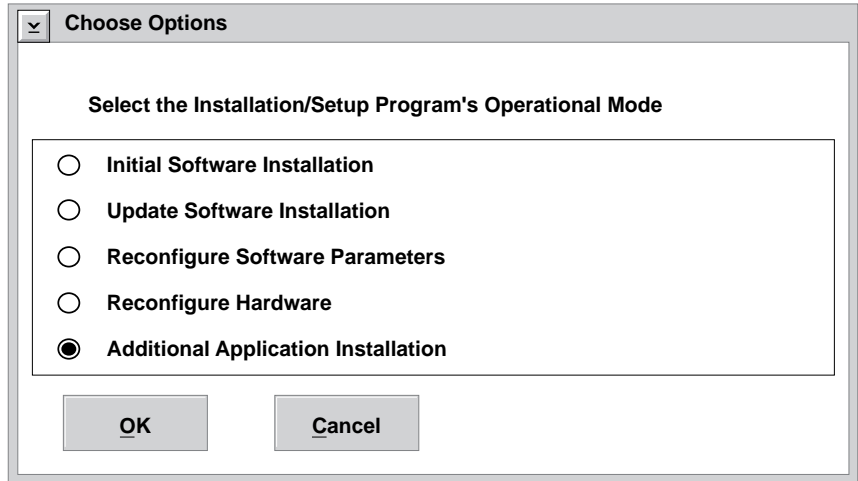 Choose Options
Select the Installation/Setup Program's Operational Mode
Initial Software Installation
Update Software Installation
Reconfigure Software Parameters
Reconfigure Hardware
Additional Application Installation
OK
Cancel